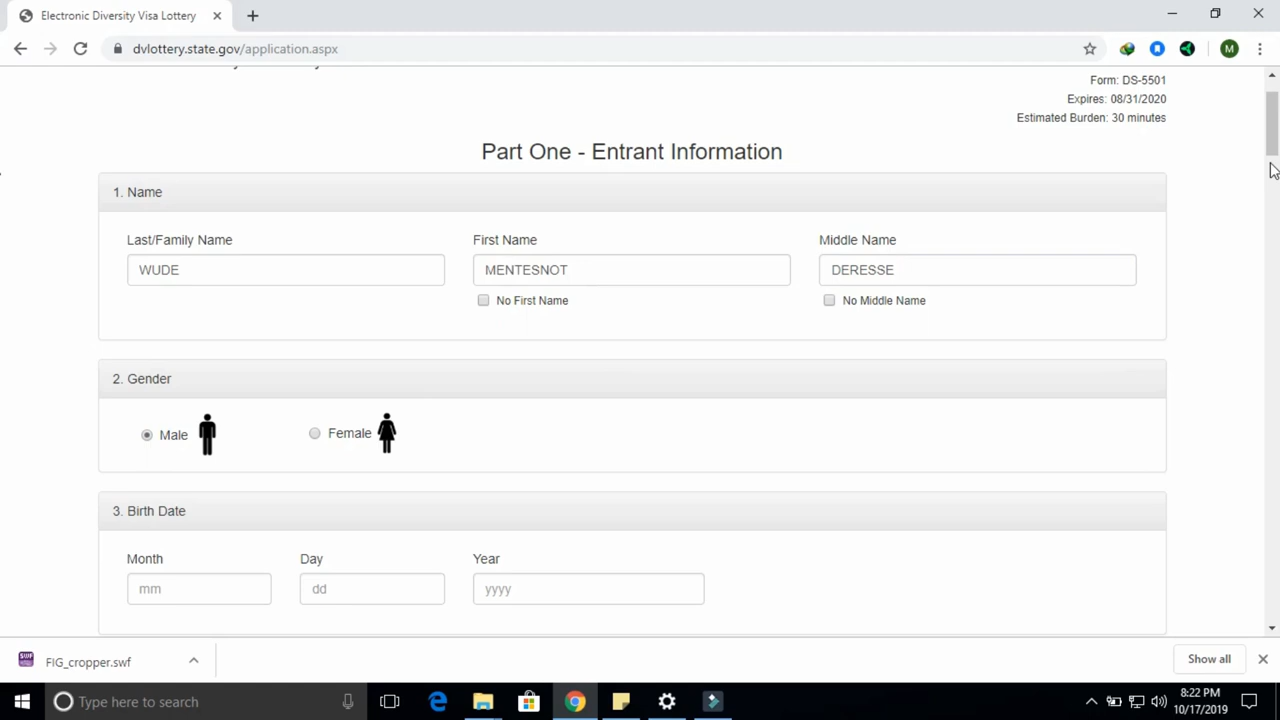 Electronic Diversity Visa Lottery
dvlottery.state.gov/application.aspx
M
Form: DS-5501
Expires: 08/31/2020
Estimated Burden: 30 minutes
Part One - Entrant Information
1. Name
Last/Family Name First Name Middle Name
WUDE MENTESNOT DERESSE
No First Name No Middle Name
2. Gender
Male Female
3. Birth Date
Month Day Year
mm dd yyyy
SWF FIG_cropper.swf Show all
Type here to search 8:22 PM
10/17/2019